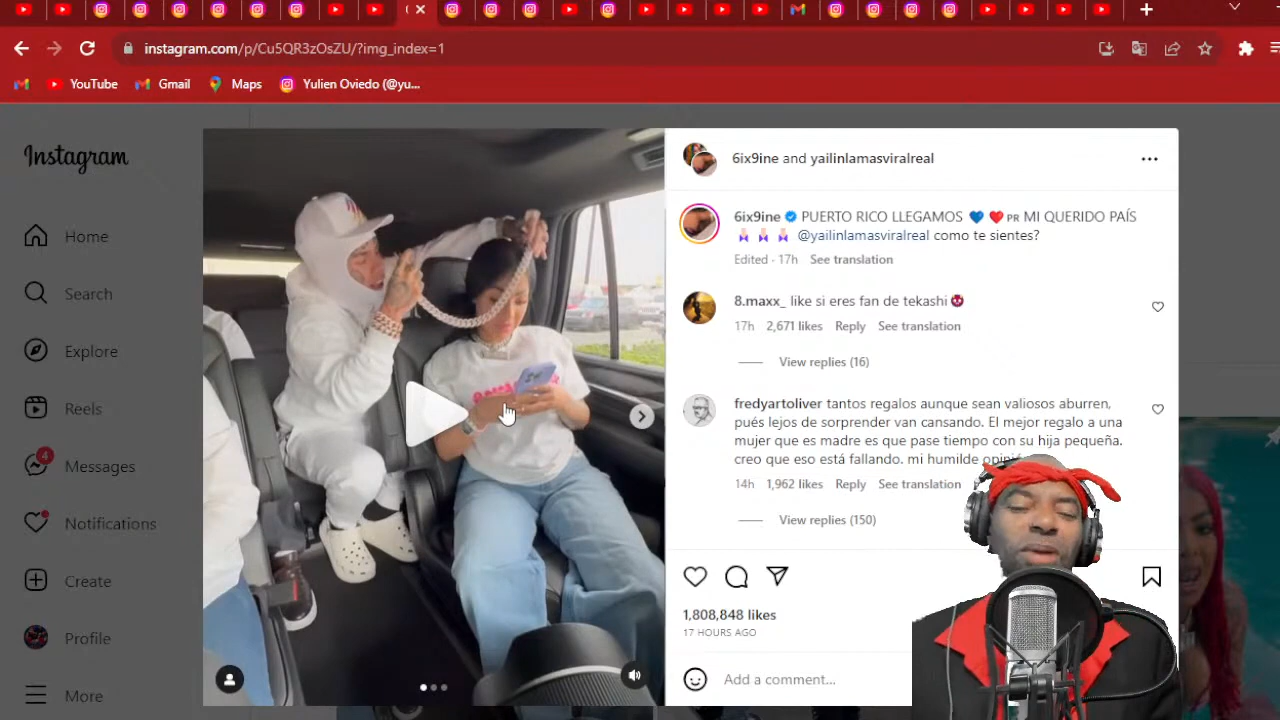 instagram.com/p/Cu5QR3zOsZU/?img_index=1
YouTube Gmail Maps Yulien Oviedo (@yu...
Instagram
Home
Search
Explore
Reels
4
Messages
Notifications
Create
Profile
More
6ix9ine and yailinlamasviralreal
6ix9ine PUERTO RICO LLEGAMOS 💙 ❤️ PR MI QUERIDO PAÍS
@yailinlamasviralreal como te sientes?
Edited · 17h See translation
8.maxx_ like si eres fan de tekashi
17h 2,671 likes Reply See translation
View replies (16)
fredyartoliver tantos regalos aunque sean valiosos aburren,
pués lejos de sorprender van cansando. El mejor regalo a una
mujer que es madre es que pase tiempo con su hija pequeña.
creo que eso está fallando. mi humilde
14h 1,962 likes Reply See translation
View replies (150)
1,808,848 likes
17 HOURS AGO
Add a comment...